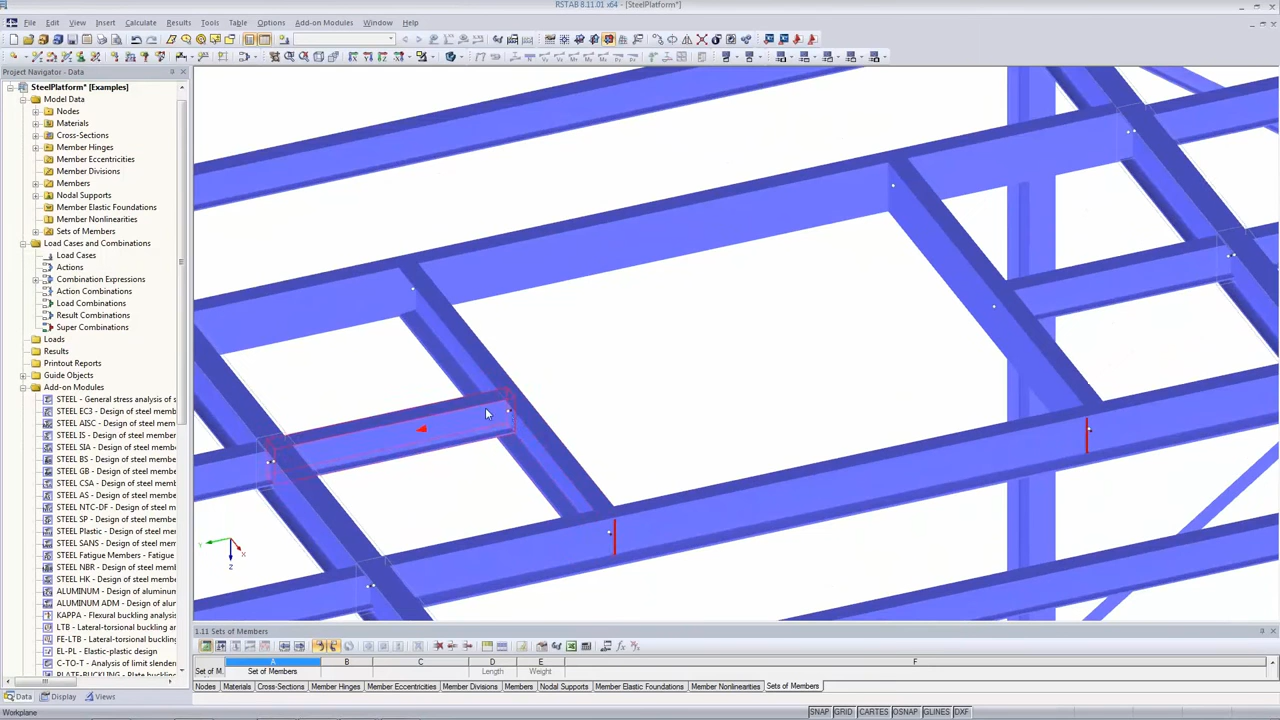 RSTAB 8.11.01 x64 - [SteelPlatform*]
File Edit View Insert Calculate Results Tools Table Options Add-on Modules Window Help
Project Navigator - Data
SteelPlatform* [Examples]
Model Data
Nodes
Materials
Cross-Sections
Member Hinges
Member Eccentricities
Member Divisions
Members
Nodal Supports
Member Elastic Foundations
Member Nonlinearities
Sets of Members
Load Cases and Combinations
Load Cases
Actions
Combination Expressions
Action Combinations
Load Combinations
Result Combinations
Super Combinations
Loads
Results
Printout Reports
Guide Objects
Add-on Modules
STEEL - General stress analysis of s
STEEL EC3 - Design of steel membe
STEEL AISC - Design of steel memb
STEEL IS - Design of steel member
STEEL SIA - Design of steel membe
STEEL BS - Design of steel membe
STEEL GB - Design of steel membe
STEEL CSA - Design of steel memb
STEEL AS - Design of steel membe
STEEL NTC-DF - Design of steel me
STEEL SP - Design of steel membe
STEEL Plastic - Design of steel mem
STEEL SANS - Design of steel mem
STEEL Fatigue Members - Fatigue
STEEL NBR - Design of steel memb
STEEL HK - Design of steel membe
ALUMINUM - Design of alumi
ALUMINUM ADM - Design of alu
KAPPA - Flexural buckling analysis
LTB - Lateral-torsional buckling an
FE-LTB - Lateral-torsional buckling
EL-PL - Elastic-plastic design
C-TO-T - Analysis of limit slender
PLATE-BUCKLING - Plate bucklin
Y
X
Z
1.11 Sets of Members
A B C D E F
Set of M. Set of Members Length Weight
Nodes Materials Cross-Sections Member Hinges Member Eccentricities Member Divisions Members Nodal Supports Member Elastic Foundations Member Nonlinearities Sets of Members
Data Display Views
Workplane
SNAP GRID CARTES OSNAP GLINES DXF